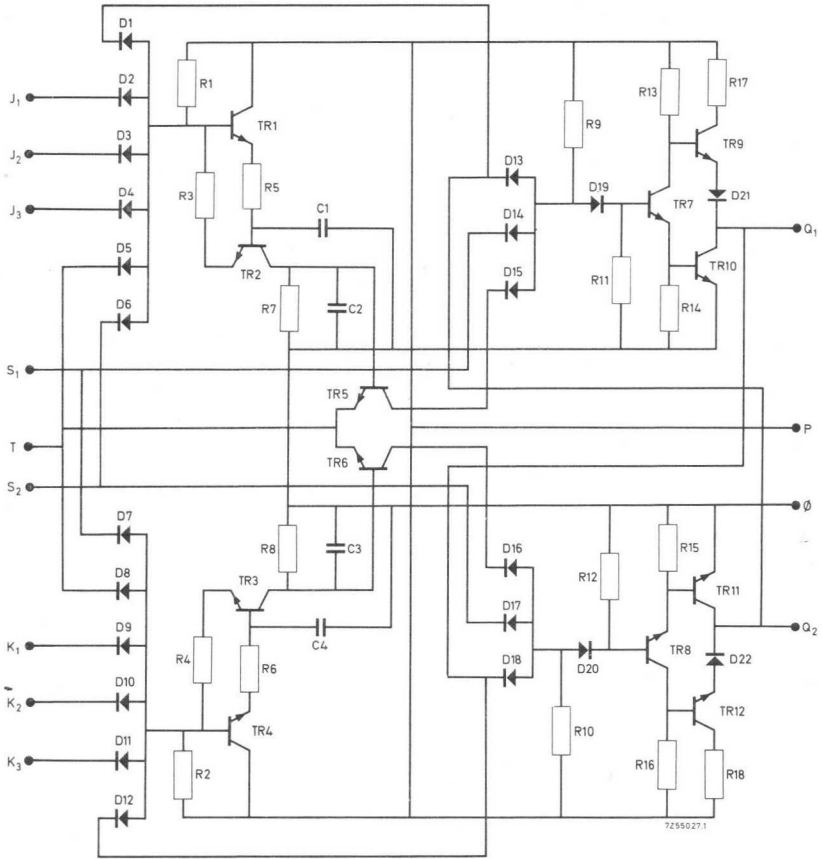 D1
D2
J₁
R1
R13
R17
TR1
R9
TR9
D3
J₂
D13
D4
R3
R5
D19
D21
J₃
TR7
C1
D14
Q₁
D5
TR2
R11
TR10
D15
R14
D6
R7
C2
S₁
TR5
T
P
TR6
S₂
D7
Ø
R8
C3
D16
R15
D8
TR3
R12
TR11
D17
K₁
D9
C4
Q₂
R4
R6
D18
D20
TR8
D22
K₂
D10
TR4
R10
TR12
K₃
D11
R2
R16
R18
D12
7Z55027.1